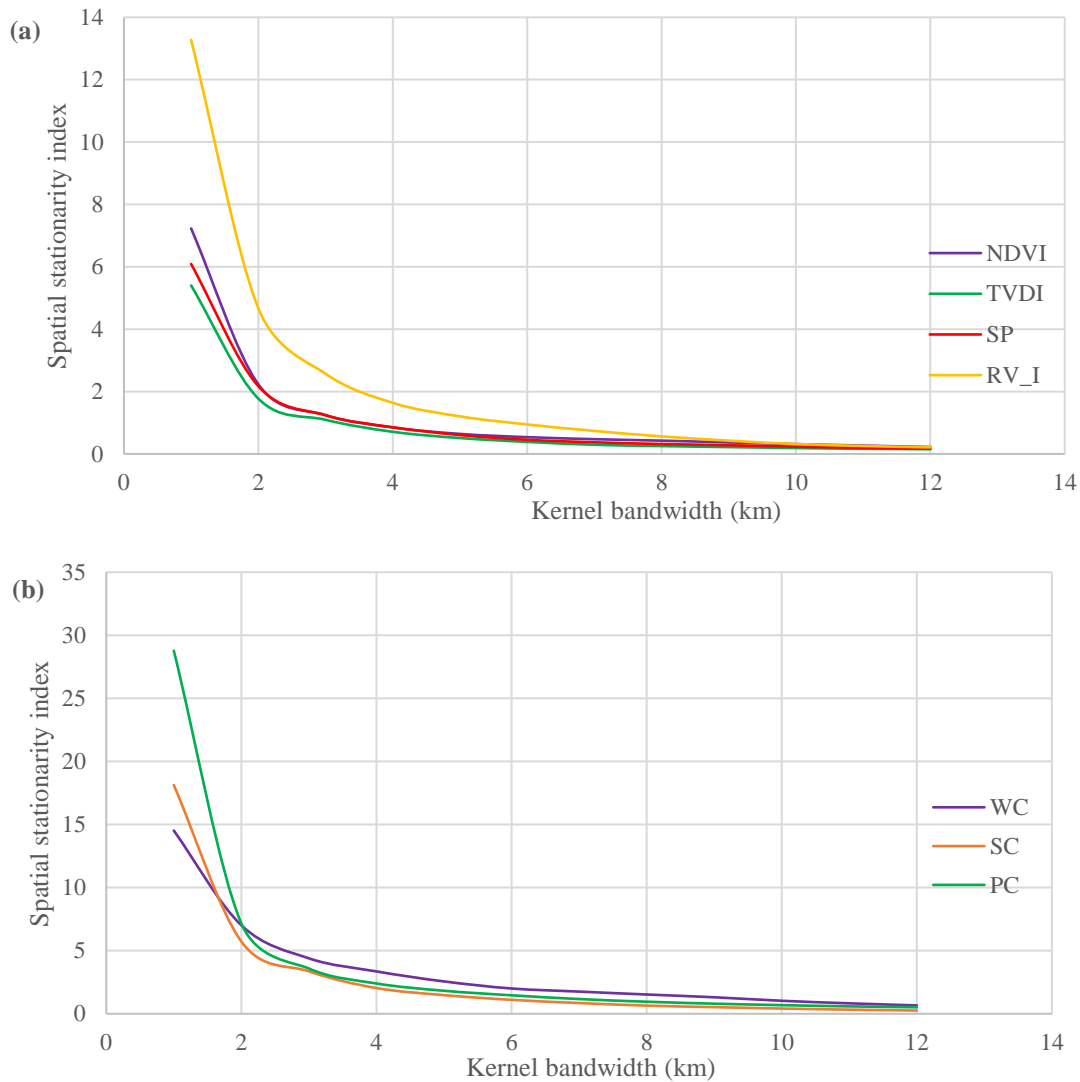 (a)
Spatial stationarity index
14
12
10
8
6
4
2
0
NDVI
TVDI
SP
RV_I
0 2 4 6 8 10 12 14
Kernel bandwidth (km)
(b)
Spatial stationarity index
35
30
25
20
15
10
5
0
WC
SC
PC
0 2 4 6 8 10 12 14
Kernel bandwidth (km)